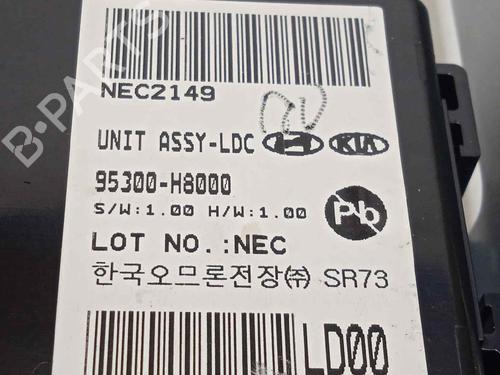 B-PARTS
NEC2149
UNIT ASSY-LDC KIA
95300-H8000
S/W:1.00 H/W:1.00 Pb
LOT NO.:NEC
한국오므론전장㈜ SR73
LD00